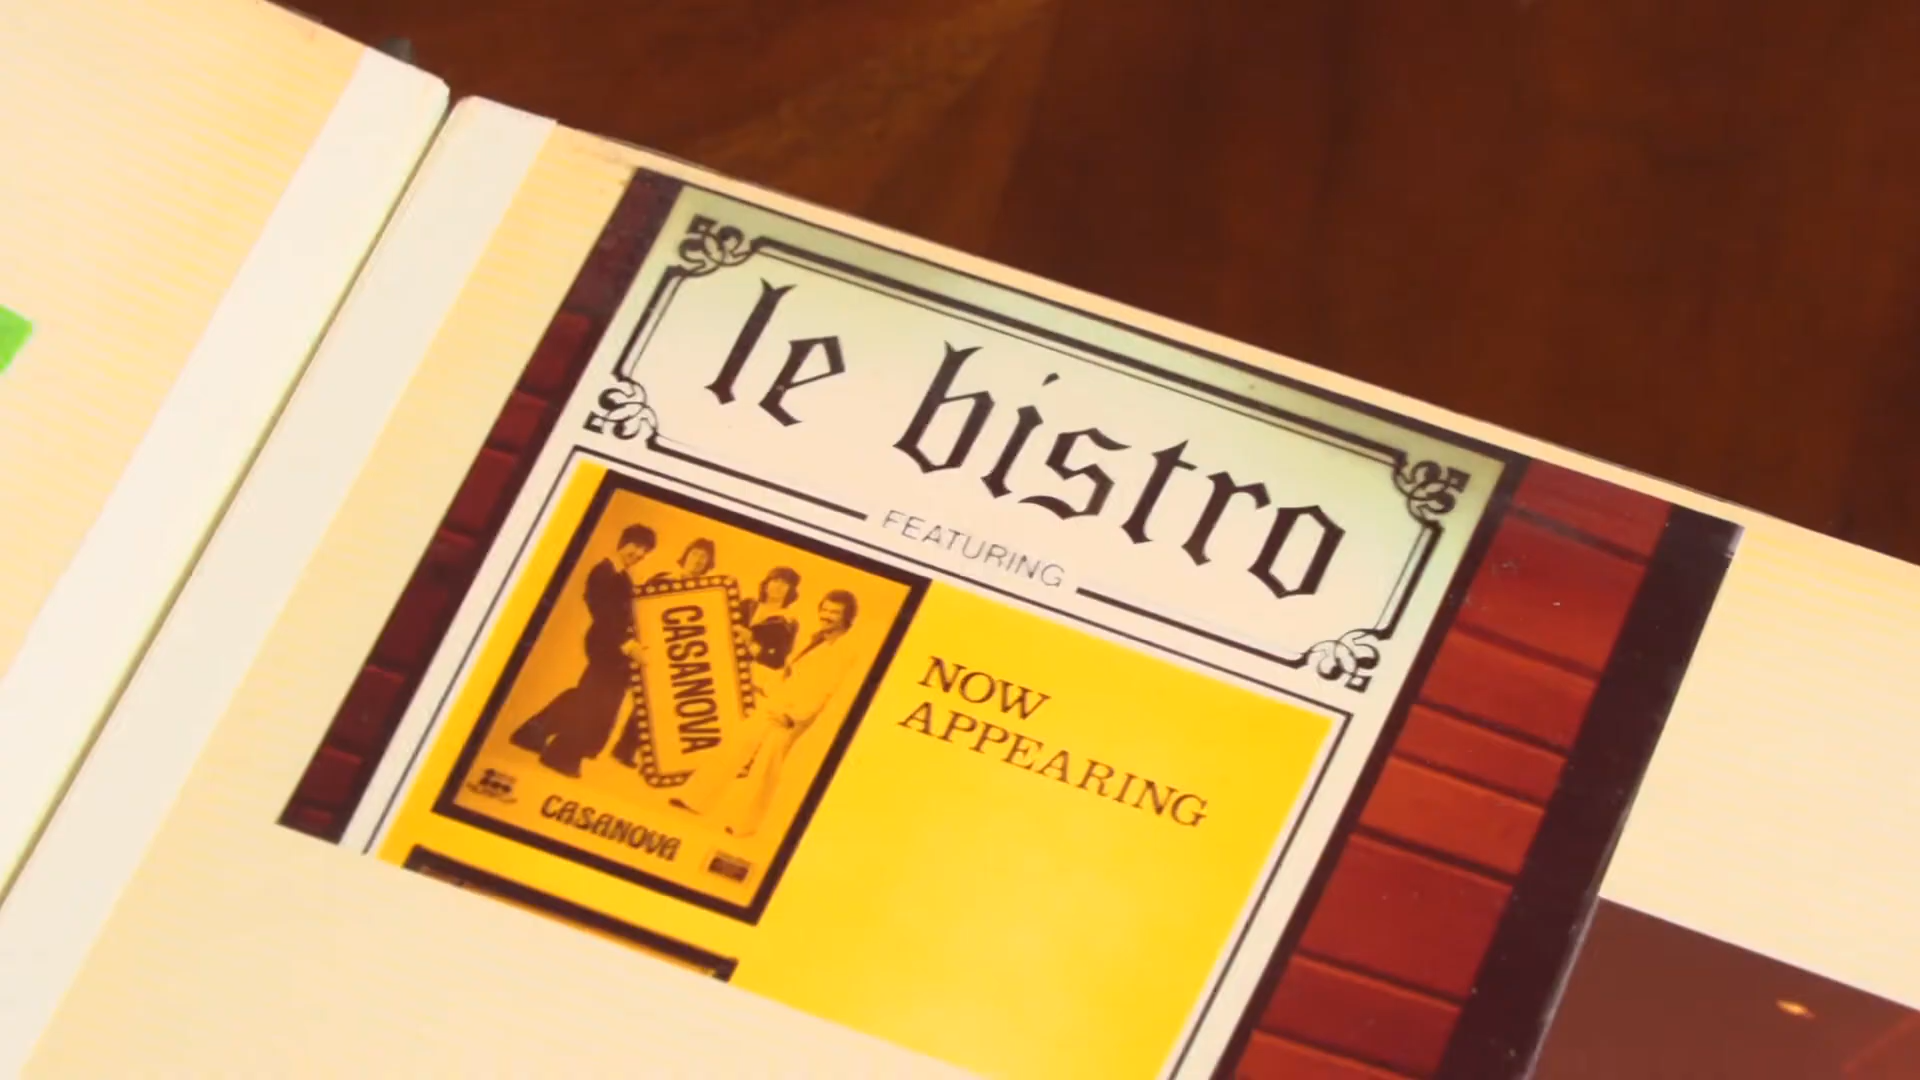 le bistro
FEATURING
CASANOVA
CASANOVA
NOW
APPEARING